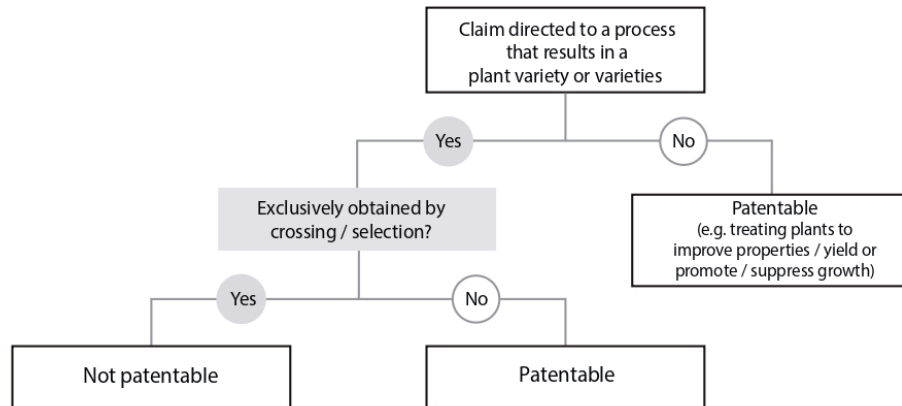 Claim directed to a process
that results in a
plant variety or varieties
Yes
No
Exclusively obtained by
crossing / selection?
Patentable
(e.g. treating plants to
improve properties / yield or
promote / suppress growth)
Yes
No
Not patentable
Patentable